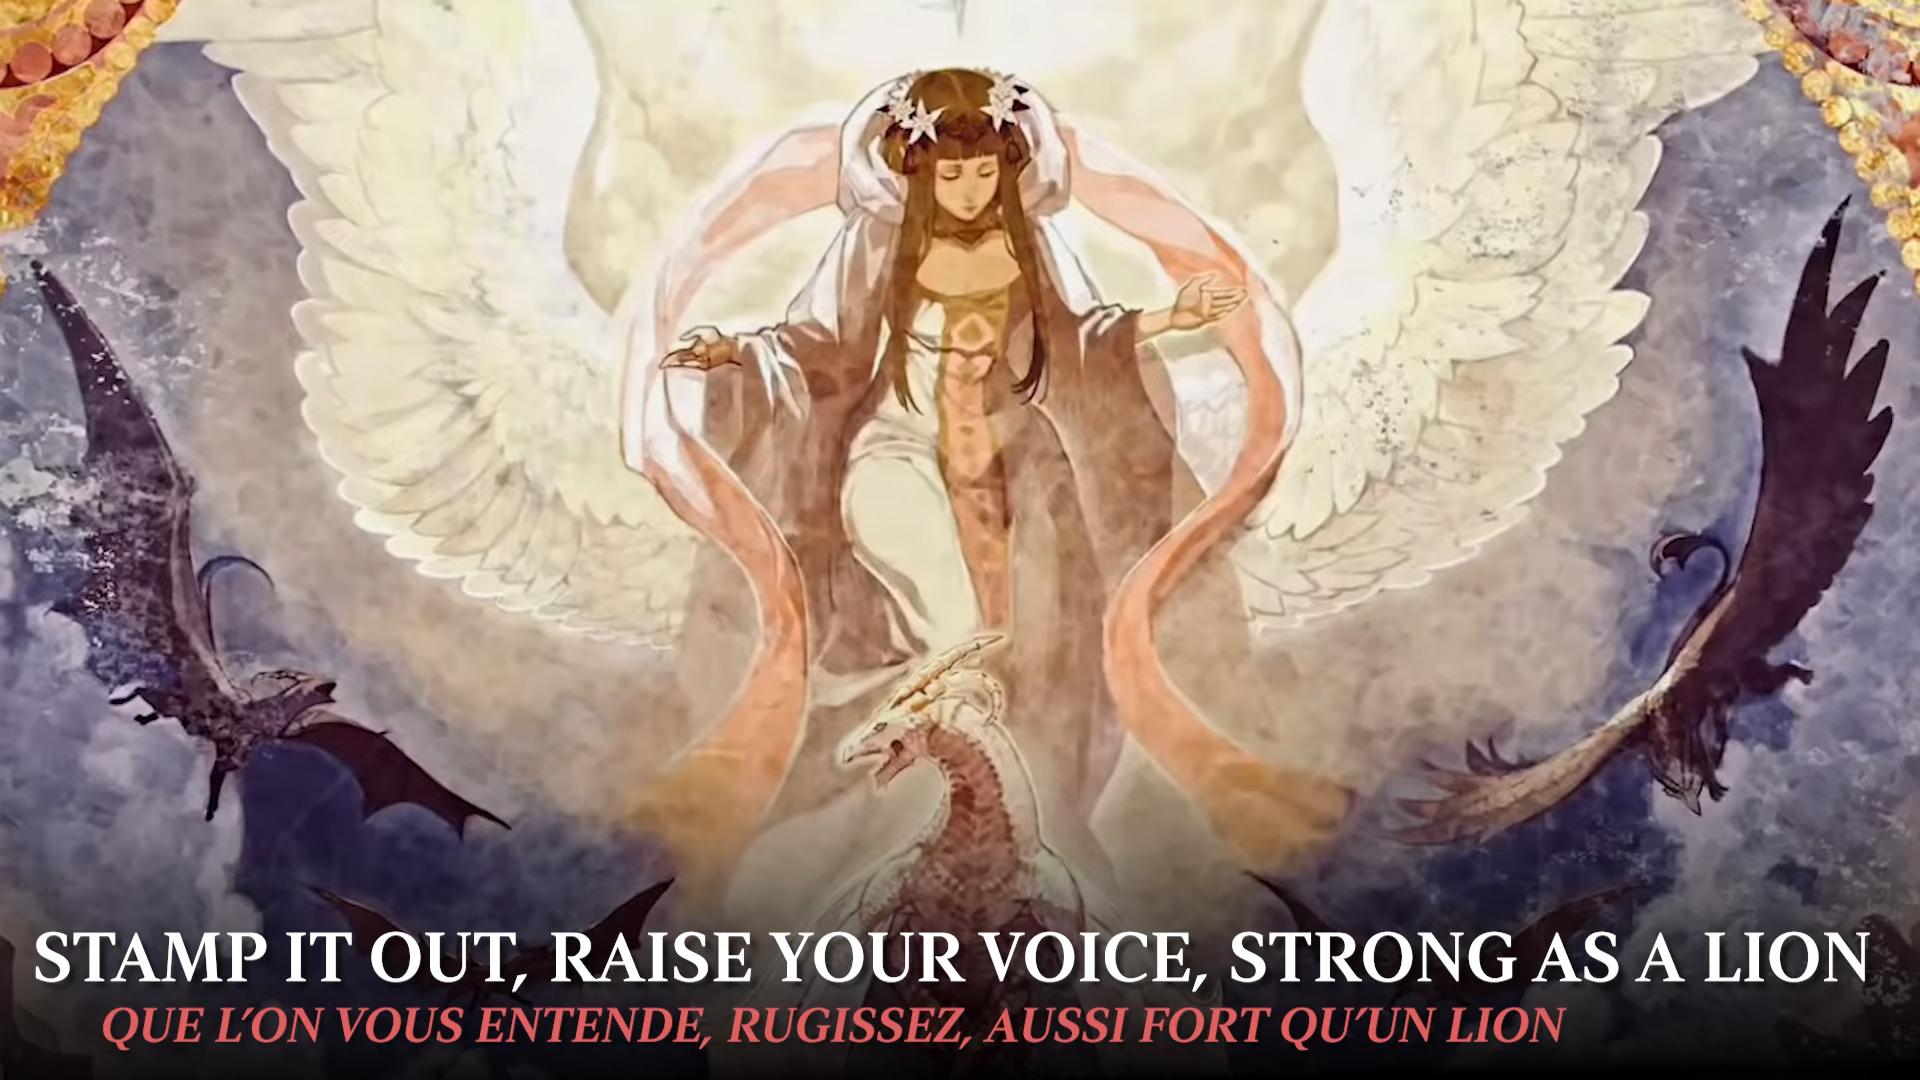 STAMP IT OUT, RAISE YOUR VOICE, STRONG AS A LION
QUE L'ON VOUS ENTENDE, RUGISSEZ, AUSSI FORT QU'UN LION